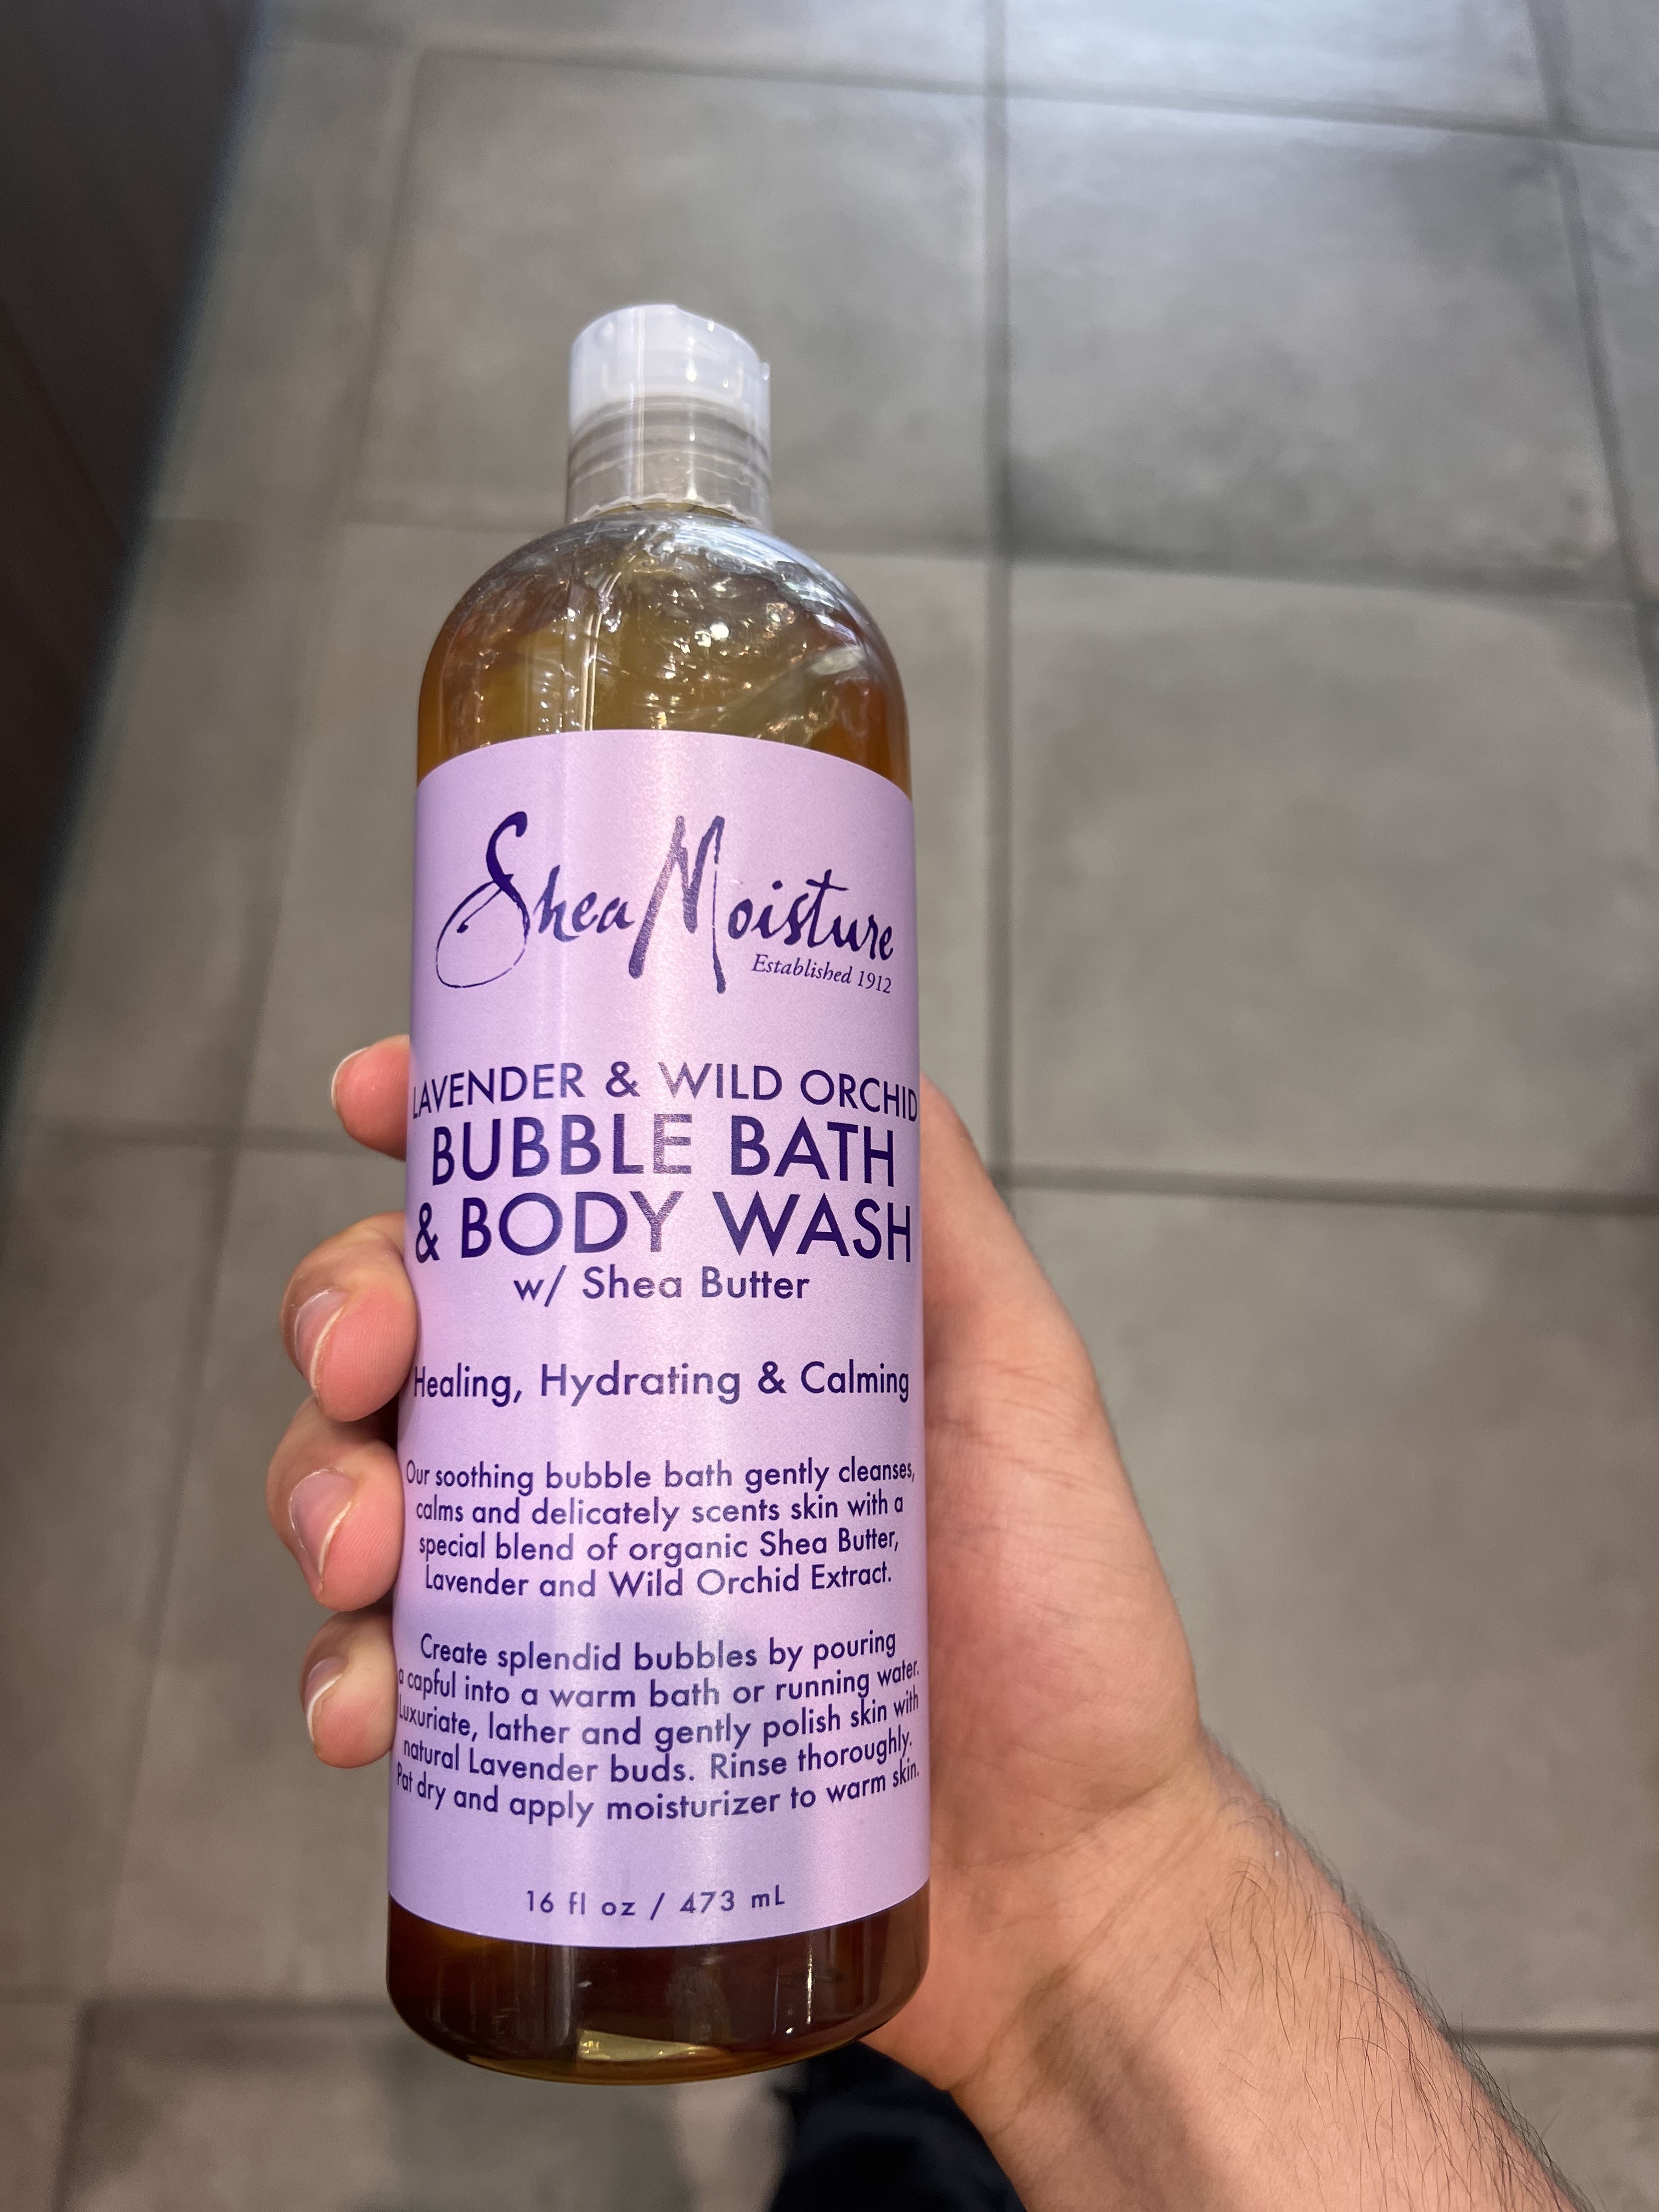 Shea Moisture
Established 1912
LAVENDER & WILD ORCHID
BUBBLE BATH
& BODY WASH
w/ Shea Butter
Healing, Hydrating & Calming
Our soothing bubble bath gently cleanses,
calms and delicately scents skin with a
special blend of organic Shea Butter,
Lavender and Wild Orchid Extract.
Create splendid bubbles by pouring
a capful into a warm bath or running water.
Luxuriate, lather and gently polish skin with
natural Lavender buds. Rinse thoroughly.
Pat dry and apply moisturizer to warm skin.
16 fl oz / 473 mL